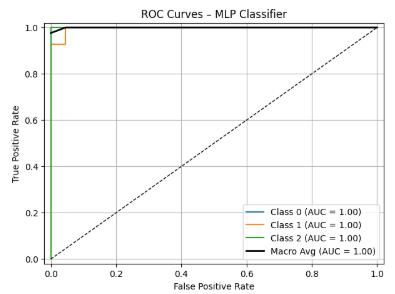 ROC Curves – MLP Classifier
True Positive Rate
1.0
0.8
0.6
0.4
0.2
0.0
Class 0 (AUC = 1.00)
Class 1 (AUC = 1.00)
Class 2 (AUC = 1.00)
Macro Avg (AUC = 1.00)
0.0 0.2 0.4 0.6 0.8 1.0
False Positive Rate